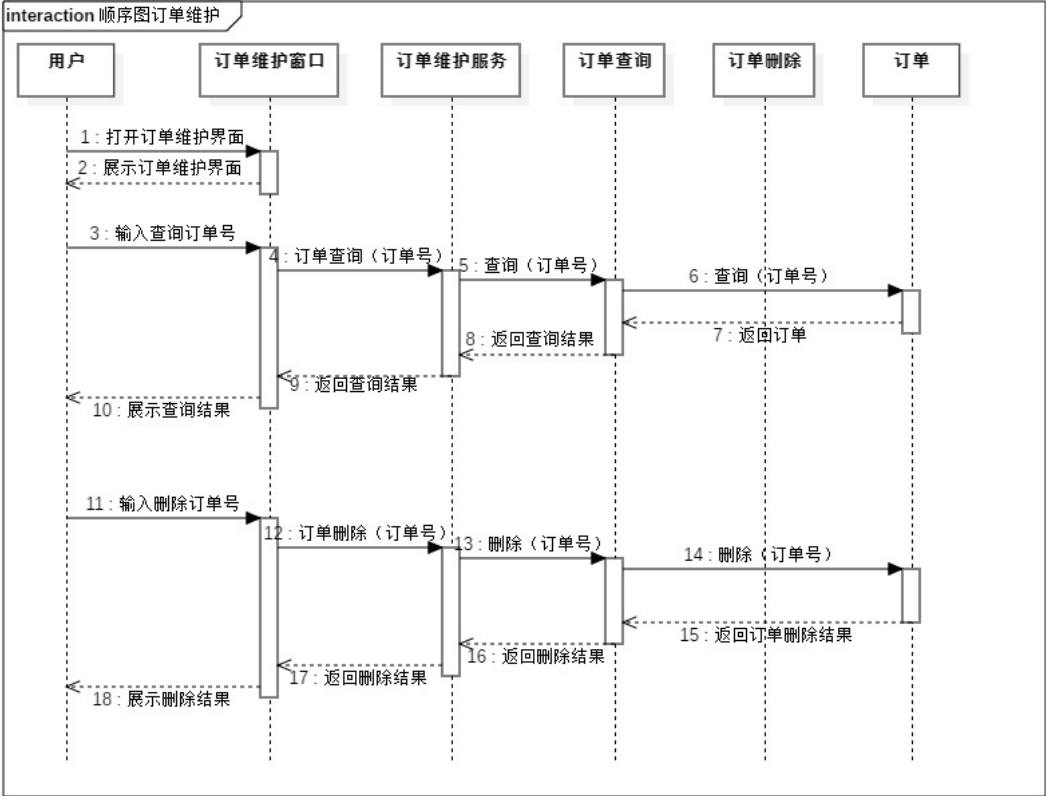 interaction 顺序图订单维护
用户
订单维护窗口
订单维护服务
订单查询
订单删除
订单
1 : 打开订单维护界面
2 : 展示订单维护界面
3 : 输入查询订单号
4 : 订单查询（订单号）
5 : 查询（订单号）
6 : 查询（订单号）
7 : 返回订单
8 : 返回查询结果
9 : 返回查询结果
10 : 展示查询结果
11 : 输入删除订单号
12 : 订单删除（订单号）
13 : 删除（订单号）
14 : 删除（订单号）
15 : 返回订单删除结果
16 : 返回删除结果
17 : 返回删除结果
18 : 展示删除结果